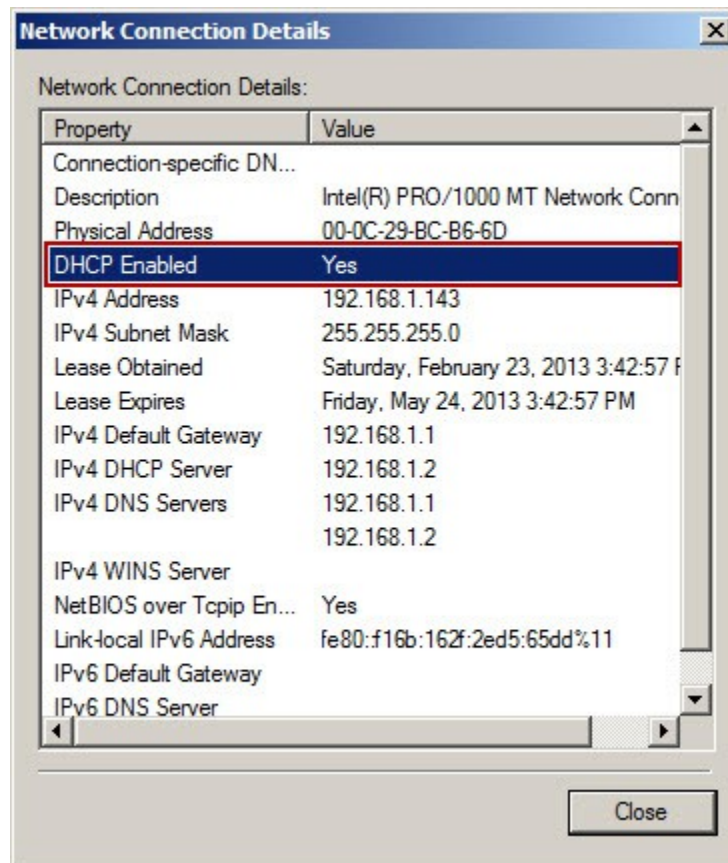 Network Connection Details
Network Connection Details:
Property Value
Connection-specific DN...
Description Intel(R) PRO/1000 MT Network Conn
Physical Address 00-0C-29-BC-B6-6D
DHCP Enabled Yes
IPv4 Address 192.168.1.143
IPv4 Subnet Mask 255.255.255.0
Lease Obtained Saturday, February 23, 2013 3:42:57
Lease Expires Friday, May 24, 2013 3:42:57 PM
IPv4 Default Gateway 192.168.1.1
IPv4 DHCP Server 192.168.1.2
IPv4 DNS Servers 192.168.1.1
192.168.1.2
IPv4 WINS Server
NetBIOS over Tcpip En... Yes
Link-local IPv6 Address fe80::f16b:162f:2ed5:65dd%11
IPv6 Default Gateway
IPv6 DNS Server
Close